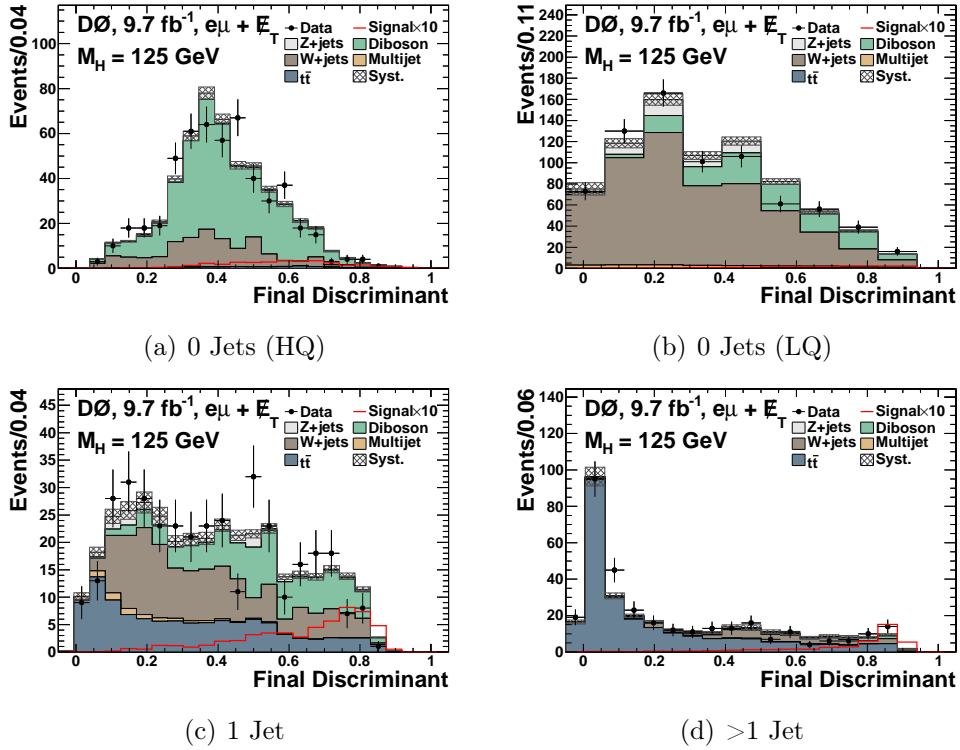 DØ, 9.7 fb⁻¹, eμ + E̸_T
M_H = 125 GeV
Data
Signal×10
Z+jets
Diboson
W+jets
Multijet
tt̄
Syst.
Events/0.04
100
80
60
40
20
0
0 0.2 0.4 0.6 0.8 1
Final Discriminant
(a) 0 Jets (HQ)
DØ, 9.7 fb⁻¹, eμ + E̸_T
M_H = 125 GeV
Data
Signal×10
Z+jets
Diboson
W+jets
Multijet
tt̄
Syst.
Events/0.11
240
220
200
180
160
140
120
100
80
60
40
20
0
0 0.2 0.4 0.6 0.8 1
Final Discriminant
(b) 0 Jets (LQ)
DØ, 9.7 fb⁻¹, eμ + E̸_T
M_H = 125 GeV
Data
Signal×10
Z+jets
Diboson
W+jets
Multijet
tt̄
Syst.
Events/0.04
45
40
35
30
25
20
15
10
5
0
0 0.2 0.4 0.6 0.8 1
Final Discriminant
(c) 1 Jet
DØ, 9.7 fb⁻¹, eμ + E̸_T
M_H = 125 GeV
Data
Signal×10
Z+jets
Diboson
W+jets
Multijet
tt̄
Syst.
Events/0.06
140
120
100
80
60
40
20
0
0 0.2 0.4 0.6 0.8 1
Final Discriminant
(d) >1 Jet